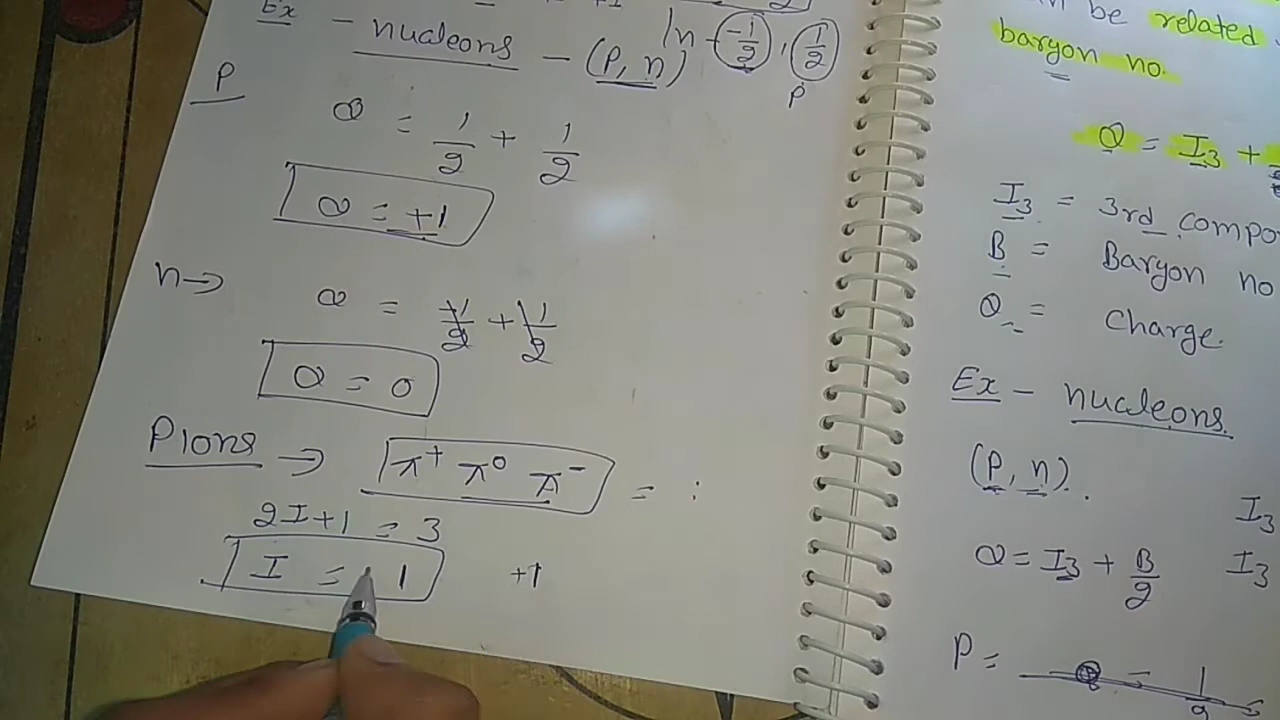 Ex - nucleons - (P, n) n -1/2, 1/2
P
P
Q = 1/2 + 1/2
Q = +1
n→
Q = -1/2 + 1/2
Q = 0
Pions → π⁺ π⁰ π⁻ =
2I+1 = 3
I = 1 +1
be related
baryon no.
Q = I₃ +
I₃ = 3rd compo
B = Baryon no
Q = Charge.
Ex - nucleons.
(P, n).
I₃
Q = I₃ + B/2 I₃
P = 1/2